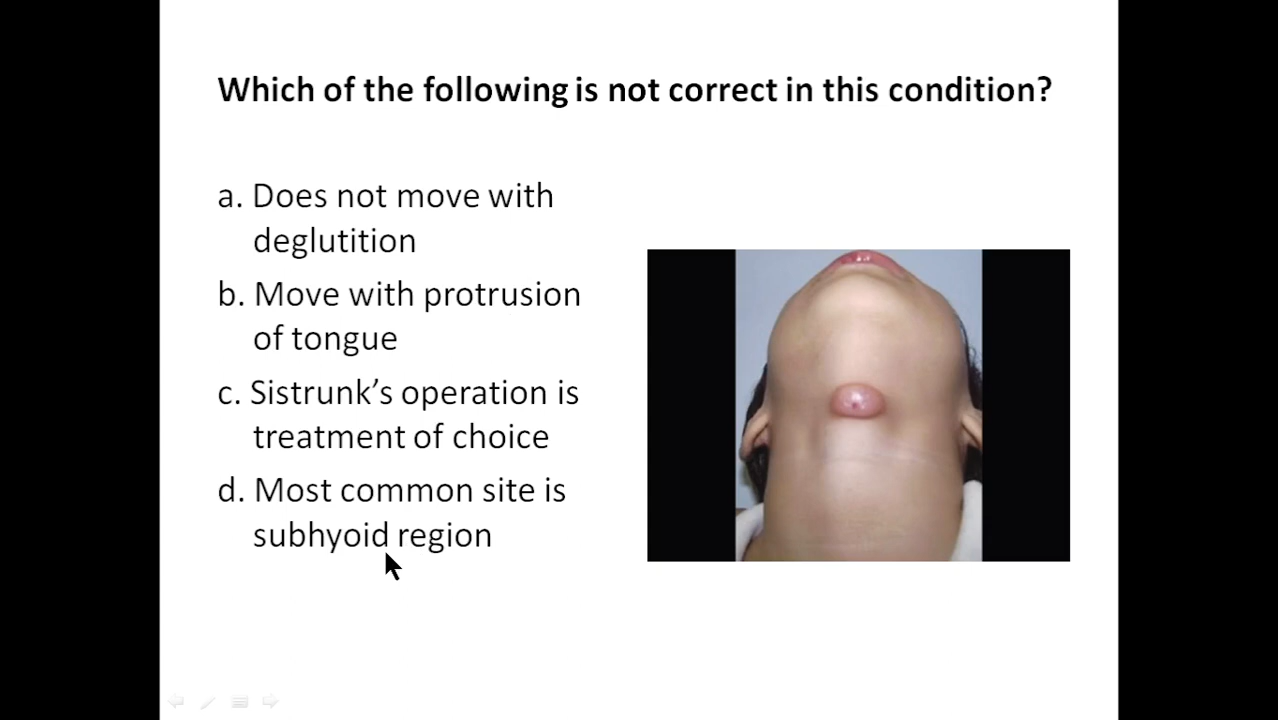 Which of the following is not correct in this condition?
a. Does not move with
deglutition
b. Move with protrusion
of tongue
c. Sistrunk’s operation is
treatment of choice
d. Most common site is
subhyoid region